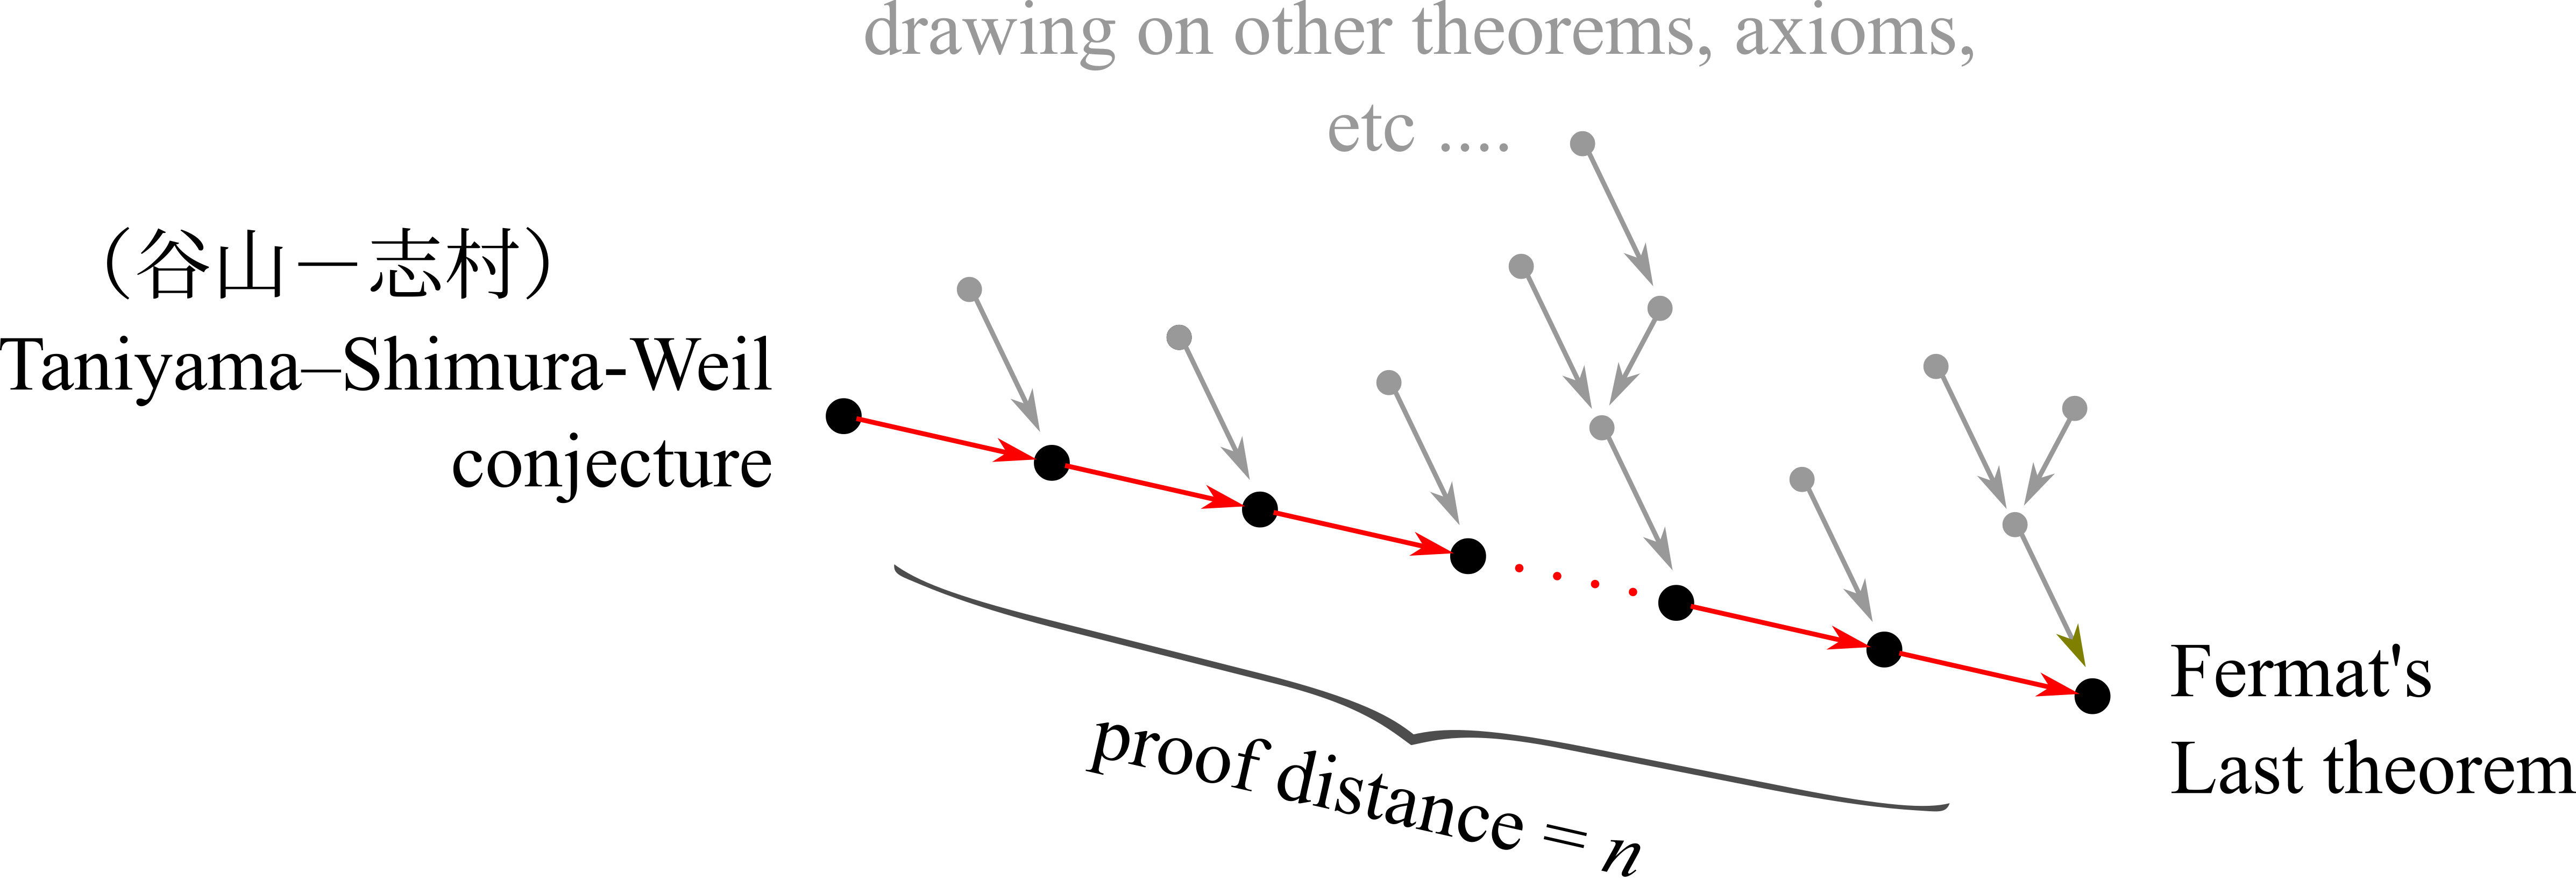 drawing on other theorems, axioms,
etc ....
（谷山－志村）
Taniyama–Shimura-Weil
conjecture
proof distance = n
Fermat's
Last theorem